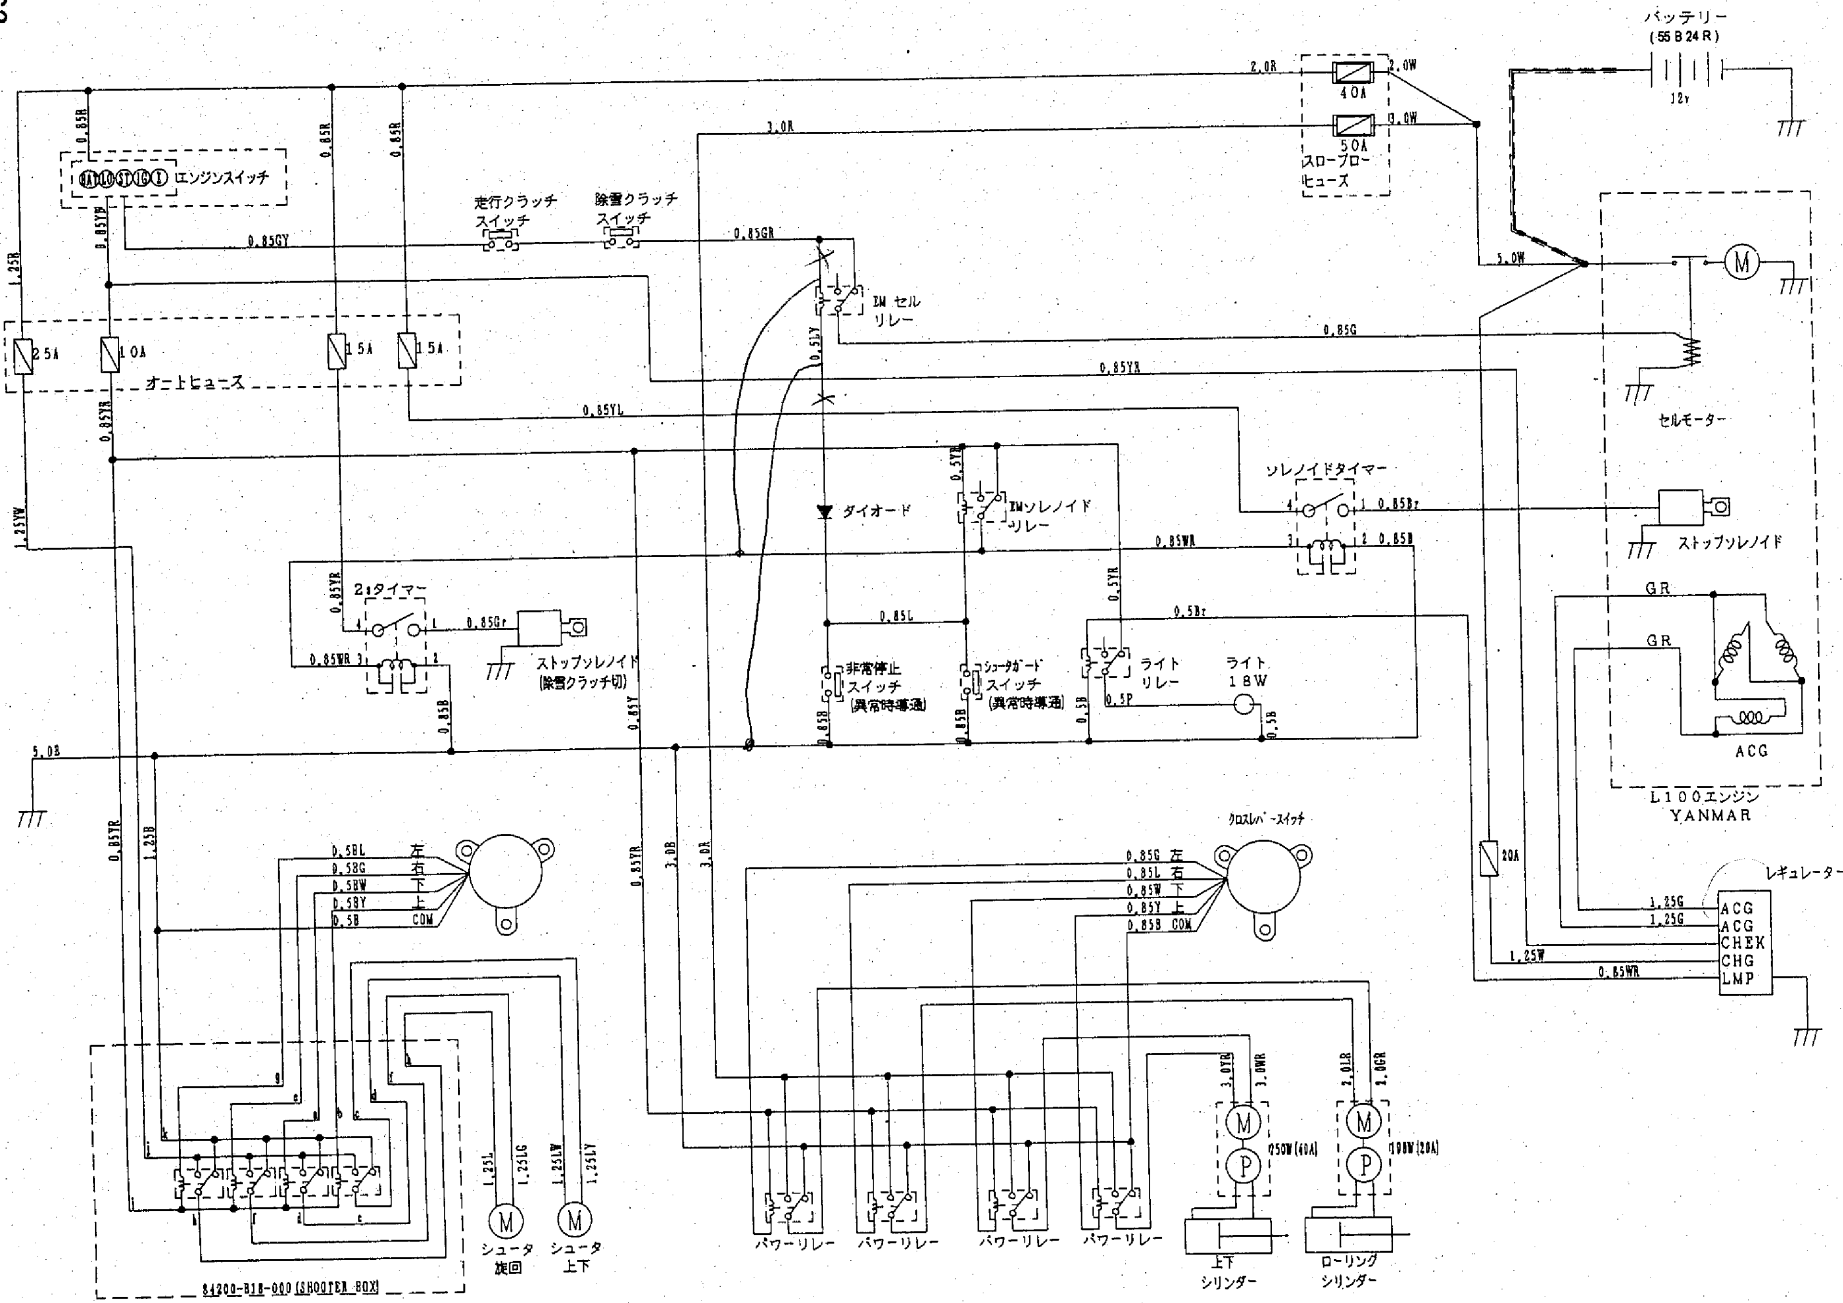 バッテリー
(55B24R)
12v
2.0R
2.0W
40A
3.0R
3.0W
50A
スローブロー
ヒューズ
0.85R
0.85R
0.85R
エンジンスイッチ
0.85YR
0.85GY
走行クラッチ
スイッチ
除雪クラッチ
スイッチ
0.85GR
1.25R
5.0W
M
EM セル
リレー
0.5LY
0.85G
25A
10A
15A
15A
オートヒューズ
0.85YR
0.85YR
0.85YL
セルモーター
0.5YR
ソレノイドタイマー
ダイオード
EMソレノイド
リレー
4
1
0.85Br
3
2
0.85B
0.85WR
ストップソレノイド
1.25YW
0.85YR
2sタイマー
4
1
0.85Gr
0.85WR
3
2
ストップソレノイド
(除雪クラッチ切)
0.85B
0.85L
0.5YR
0.5Br
GR
GR
非常停止
スイッチ
(異常時導通)
0.85B
シュータガード
スイッチ
(異常時導通)
0.85B
ライト
リレー
0.5B
0.5P
ライト
18W
0.5B
ACG
L100エンジン
YANMAR
5.0B
0.85YR
1.25B
0.85Y
0.85YR
3.0B
3.0R
0.5BL 左
0.5BG 右
0.5BW 下
0.5BY 上
0.5B COM
クロスレバースイッチ
0.85G 左
0.85L 右
0.85W 下
0.85Y 上
0.85B COM
20A
レギュレーター
1.25G
ACG
1.25G
ACG
CHEK
1.25W
CHG
0.85WR
LMP
1.25L
1.25LG
1.25LW
1.25LY
M
M
シュータ
旋回
シュータ
上下
84200-B18-000 (SHOOTER BOX)
パワーリレー
パワーリレー
パワーリレー
パワーリレー
3.0YR
3.0WR
2.0LR
2.0GR
M
P
750W(60A)
M
P
上下
シリンダー
ローリング
シリンダー